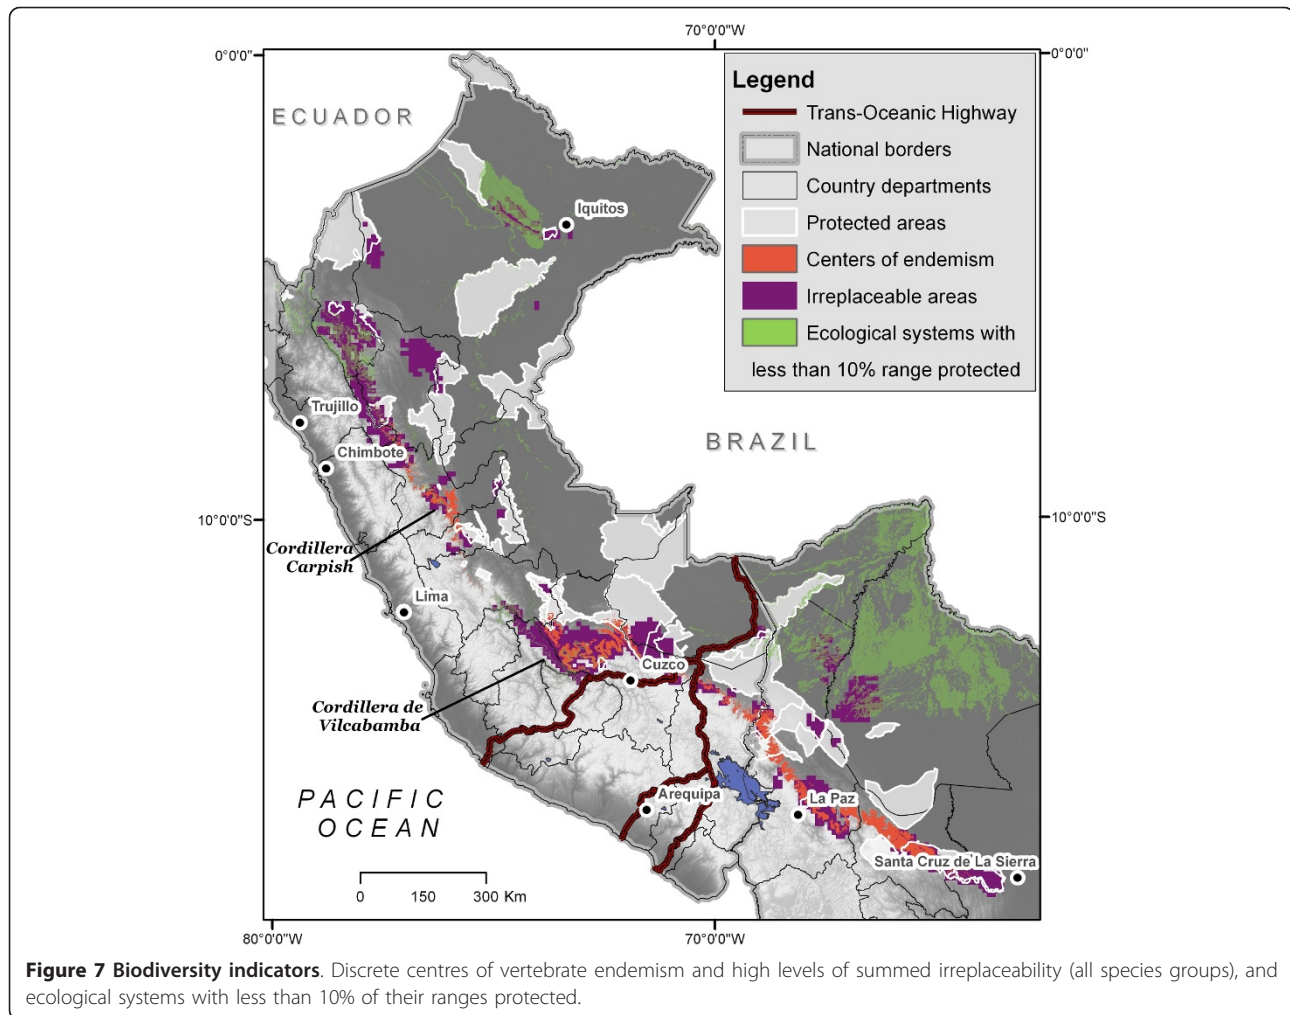 70°0'0"W
0°0'0"
0°0'0"
ECUADOR
Legend
Trans-Oceanic Highway
National borders
Country departments
Protected areas
Centers of endemism
Irreplaceable areas
Ecological systems with
less than 10% range protected
Iquitos
Trujillo
Chimbote
BRAZIL
10°0'0"S
10°0'0"S
Cordillera
Carpish
Lima
Cuzco
Cordillera de
Vilcabamba
PACIFIC
OCEAN
Arequipa
La Paz
Santa Cruz de La Sierra
0 150 300 Km
80°0'0"W
70°0'0"W
Figure 7 Biodiversity indicators. Discrete centres of vertebrate endemism and high levels of summed irreplaceability (all species groups), and
ecological systems with less than 10% of their ranges protected.